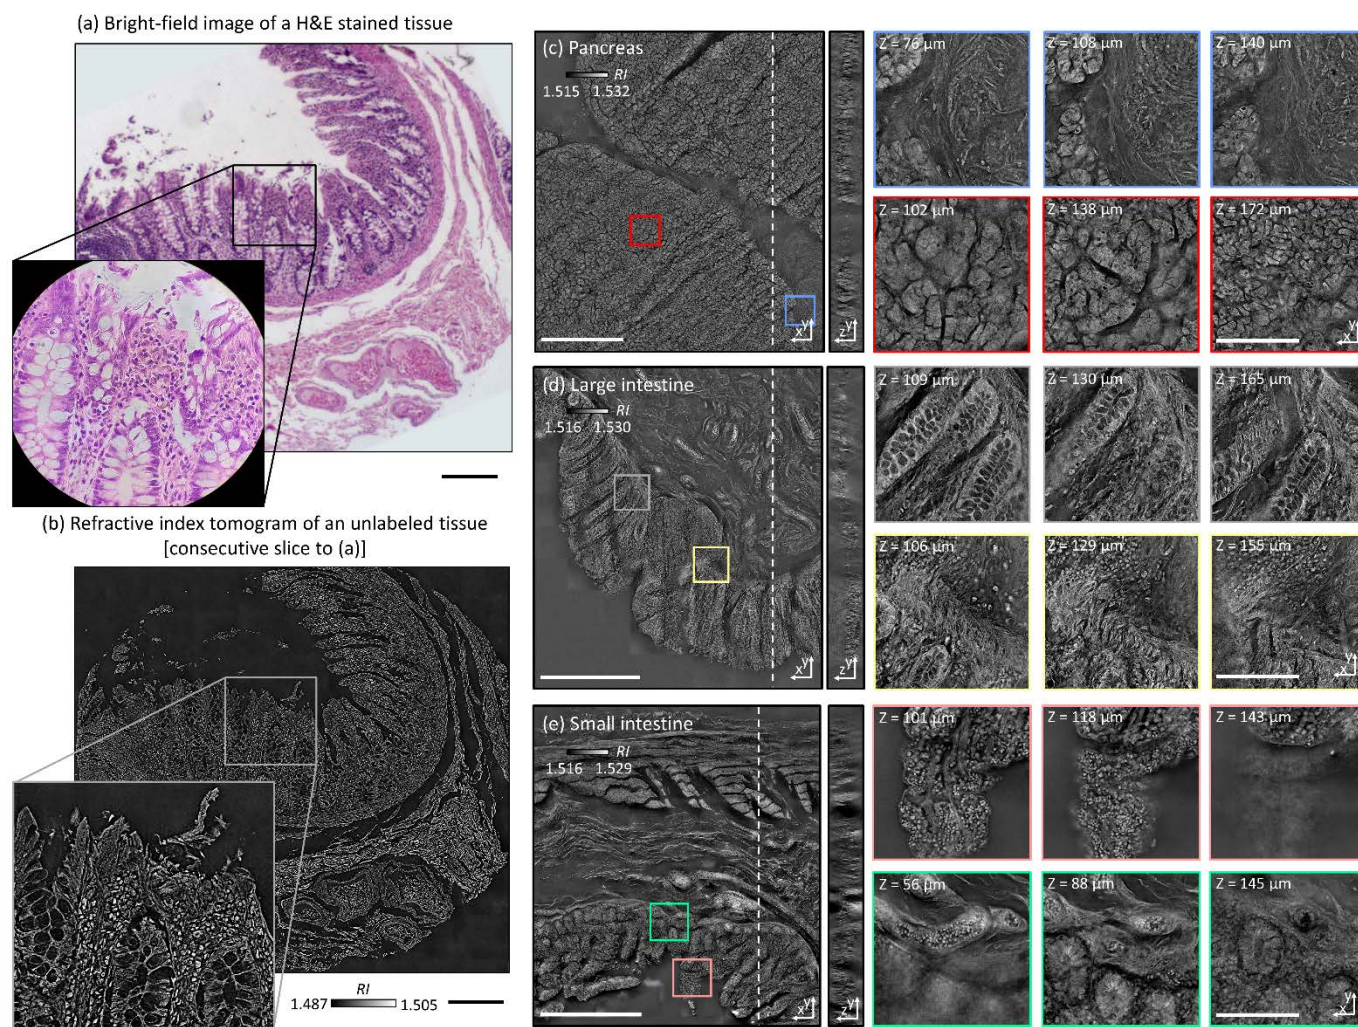 (a) Bright-field image of a H&E stained tissue
(b) Refractive index tomogram of an unlabeled tissue
[consecutive slice to (a)]
RI
1.487 1.505
(c) Pancreas
RI
1.515 1.532
x y
z y
Z = 76 μm
Z = 108 μm
Z = 140 μm
Z = 102 μm
Z = 138 μm
Z = 172 μm
x y
(d) Large intestine
RI
1.516 1.530
x y
z y
Z = 109 μm
Z = 130 μm
Z = 165 μm
Z = 106 μm
Z = 129 μm
Z = 155 μm
x y
(e) Small intestine
RI
1.516 1.529
x y
z y
Z = 101 μm
Z = 118 μm
Z = 143 μm
Z = 56 μm
Z = 88 μm
Z = 145 μm
x y